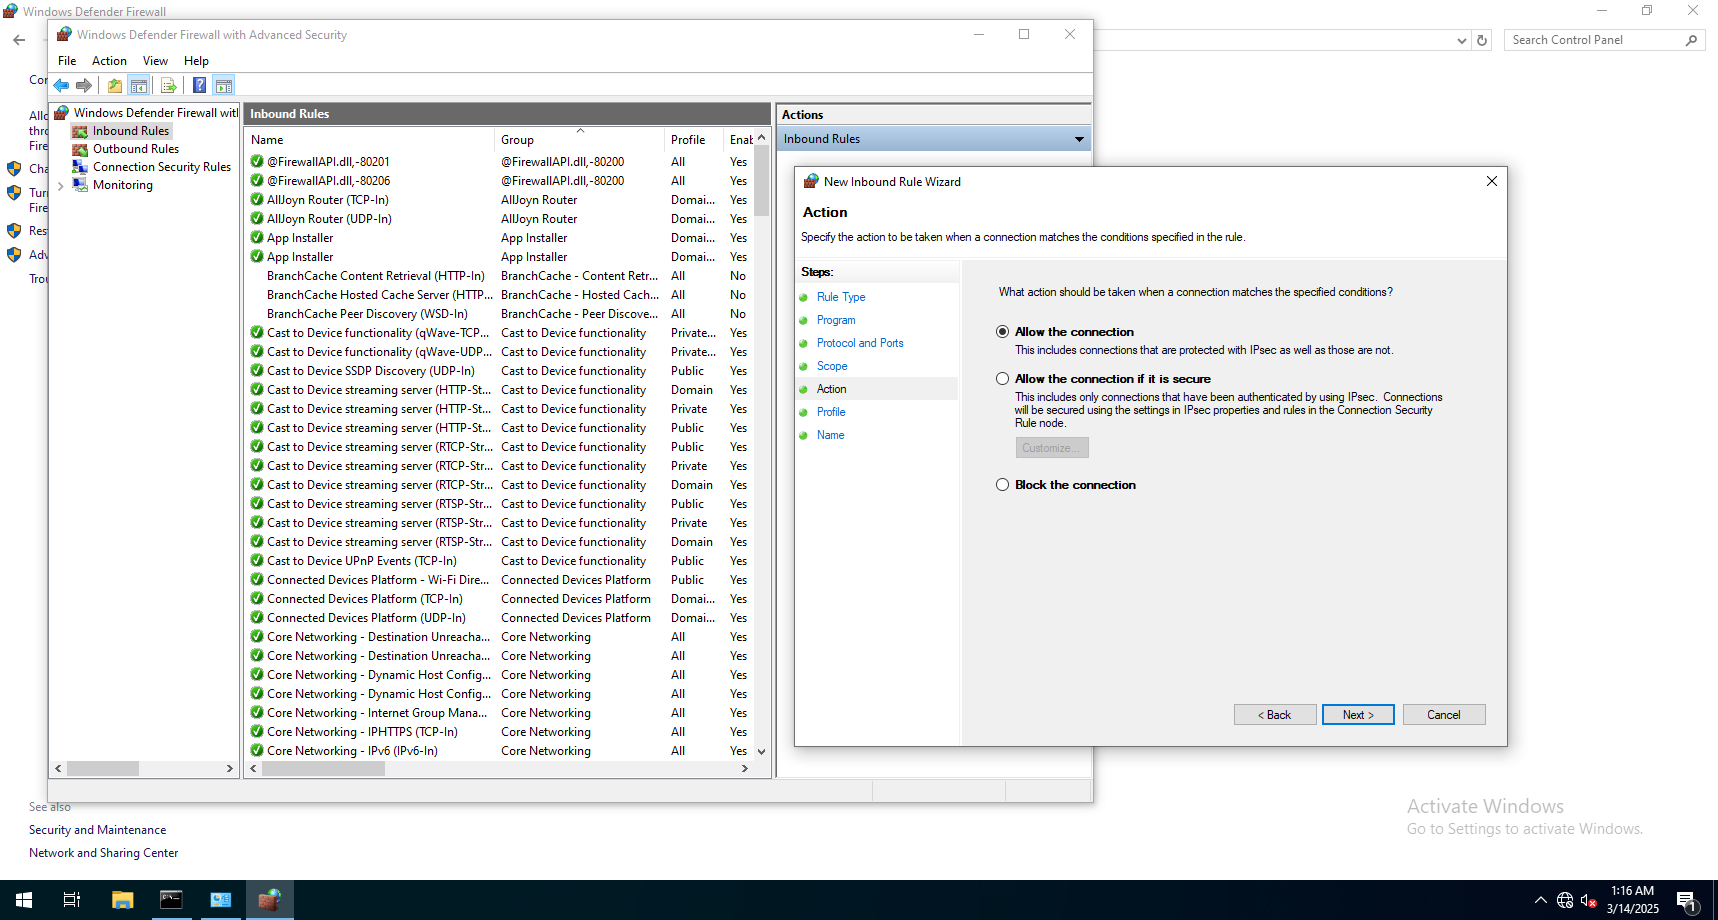 Windows Defender Firewall
Windows Defender Firewall with Advanced Security
Search Control Panel
File Action View Help
Windows Defender Firewall witl
Inbound Rules
Outbound Rules
Connection Security Rules
Monitoring
Inbound Rules
Name Group Profile Enab
@FirewallAPI.dll,-80201 @FirewallAPI.dll,-80200 All Yes
@FirewallAPI.dll,-80206 @FirewallAPI.dll,-80200 All Yes
AllJoyn Router (TCP-In) AllJoyn Router Domai... Yes
AllJoyn Router (UDP-In) AllJoyn Router Domai... Yes
App Installer App Installer Domai... Yes
App Installer App Installer Domai... Yes
BranchCache Content Retrieval (HTTP-In) BranchCache - Content Retr... All No
BranchCache Hosted Cache Server (HTTP... BranchCache - Hosted Cach... All No
BranchCache Peer Discovery (WSD-In) BranchCache - Peer Discove... All No
Cast to Device functionality (qWave-TCP... Cast to Device functionality Private... Yes
Cast to Device functionality (qWave-UDP... Cast to Device functionality Private... Yes
Cast to Device SSDP Discovery (UDP-In) Cast to Device functionality Public Yes
Cast to Device streaming server (HTTP-St... Cast to Device functionality Domain Yes
Cast to Device streaming server (HTTP-St... Cast to Device functionality Private Yes
Cast to Device streaming server (HTTP-St... Cast to Device functionality Public Yes
Cast to Device streaming server (RTCP-Str... Cast to Device functionality Public Yes
Cast to Device streaming server (RTCP-Str... Cast to Device functionality Private Yes
Cast to Device streaming server (RTCP-Str... Cast to Device functionality Domain Yes
Cast to Device streaming server (RTSP-Str... Cast to Device functionality Public Yes
Cast to Device streaming server (RTSP-Str... Cast to Device functionality Private Yes
Cast to Device streaming server (RTSP-Str... Cast to Device functionality Domain Yes
Cast to Device UPnP Events (TCP-In) Cast to Device functionality Public Yes
Connected Devices Platform - Wi-Fi Dire... Connected Devices Platform Public Yes
Connected Devices Platform (TCP-In) Connected Devices Platform Domai... Yes
Connected Devices Platform (UDP-In) Connected Devices Platform Domai... Yes
Core Networking - Destination Unreacha... Core Networking All Yes
Core Networking - Destination Unreacha... Core Networking All Yes
Core Networking - Dynamic Host Config... Core Networking All Yes
Core Networking - Dynamic Host Config... Core Networking All Yes
Core Networking - Internet Group Mana... Core Networking All Yes
Core Networking - IPHTTPS (TCP-In) Core Networking All Yes
Core Networking - IPv6 (IPv6-In) Core Networking All Yes
Actions
Inbound Rules
New Inbound Rule Wizard
Action
Specify the action to be taken when a connection matches the conditions specified in the rule.
Steps:
Rule Type
Program
Protocol and Ports
Scope
Action
Profile
Name
What action should be taken when a connection matches the specified conditions?
Allow the connection
This includes connections that are protected with IPsec as well as those are not.
Allow the connection if it is secure
This includes only connections that have been authenticated by using IPsec. Connections
will be secured using the settings in IPsec properties and rules in the Connection Security
Rule node.
Customize...
Block the connection
< Back Next > Cancel
Con
Allo
thro
Fire
Cha
Turn
Fire
Res
Adv
Trou
See also
Security and Maintenance
Network and Sharing Center
Activate Windows
Go to Settings to activate Windows.
1:16 AM
3/14/2025
1